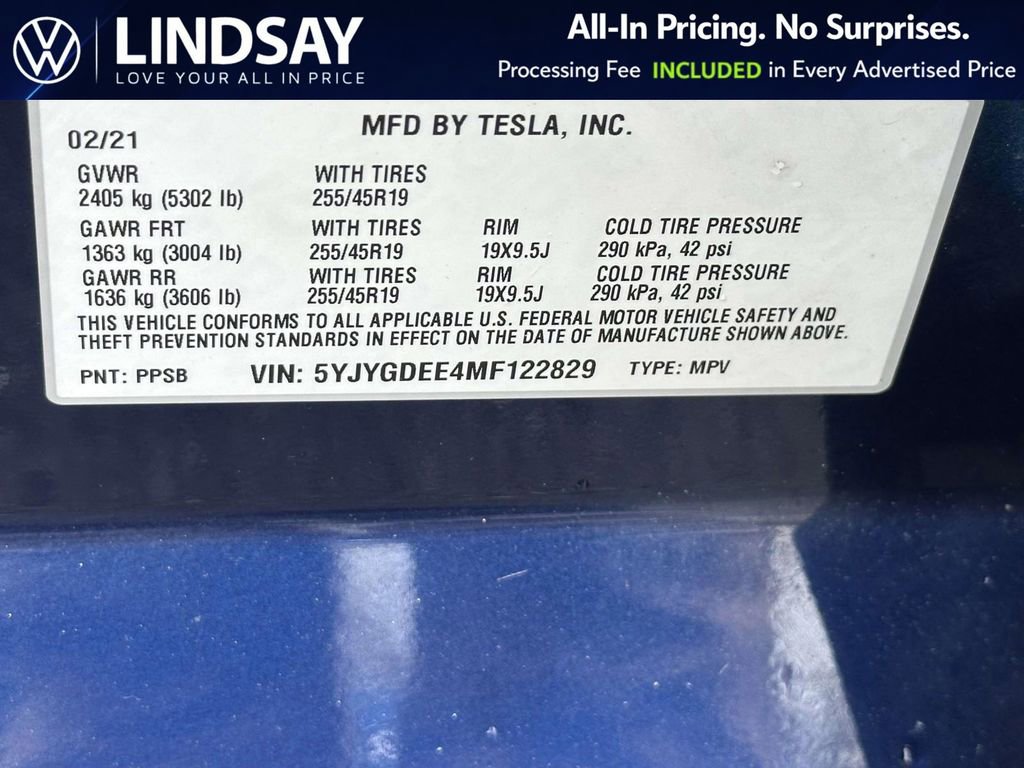 LINDSAY
LOVE YOUR ALL IN PRICE
All-In Pricing. No Surprises.
Processing Fee INCLUDED in Every Advertised Price
MFD BY TESLA, INC.
02/21
GVWR WITH TIRES
2405 kg (5302 lb) 255/45R19
GAWR FRT WITH TIRES RIM COLD TIRE PRESSURE
1363 kg (3004 lb) 255/45R19 19X9.5J 290 kPa, 42 psi
GAWR RR WITH TIRES RIM COLD TIRE PRESSURE
1636 kg (3606 lb) 255/45R19 19X9.5J 290 kPa, 42 psi
THIS VEHICLE CONFORMS TO ALL APPLICABLE U.S. FEDERAL MOTOR VEHICLE SAFETY AND
THEFT PREVENTION STANDARDS IN EFFECT ON THE DATE OF MANUFACTURE SHOWN ABOVE.
PNT: PPSB VIN: 5YJYGDEE4MF122829 TYPE: MPV